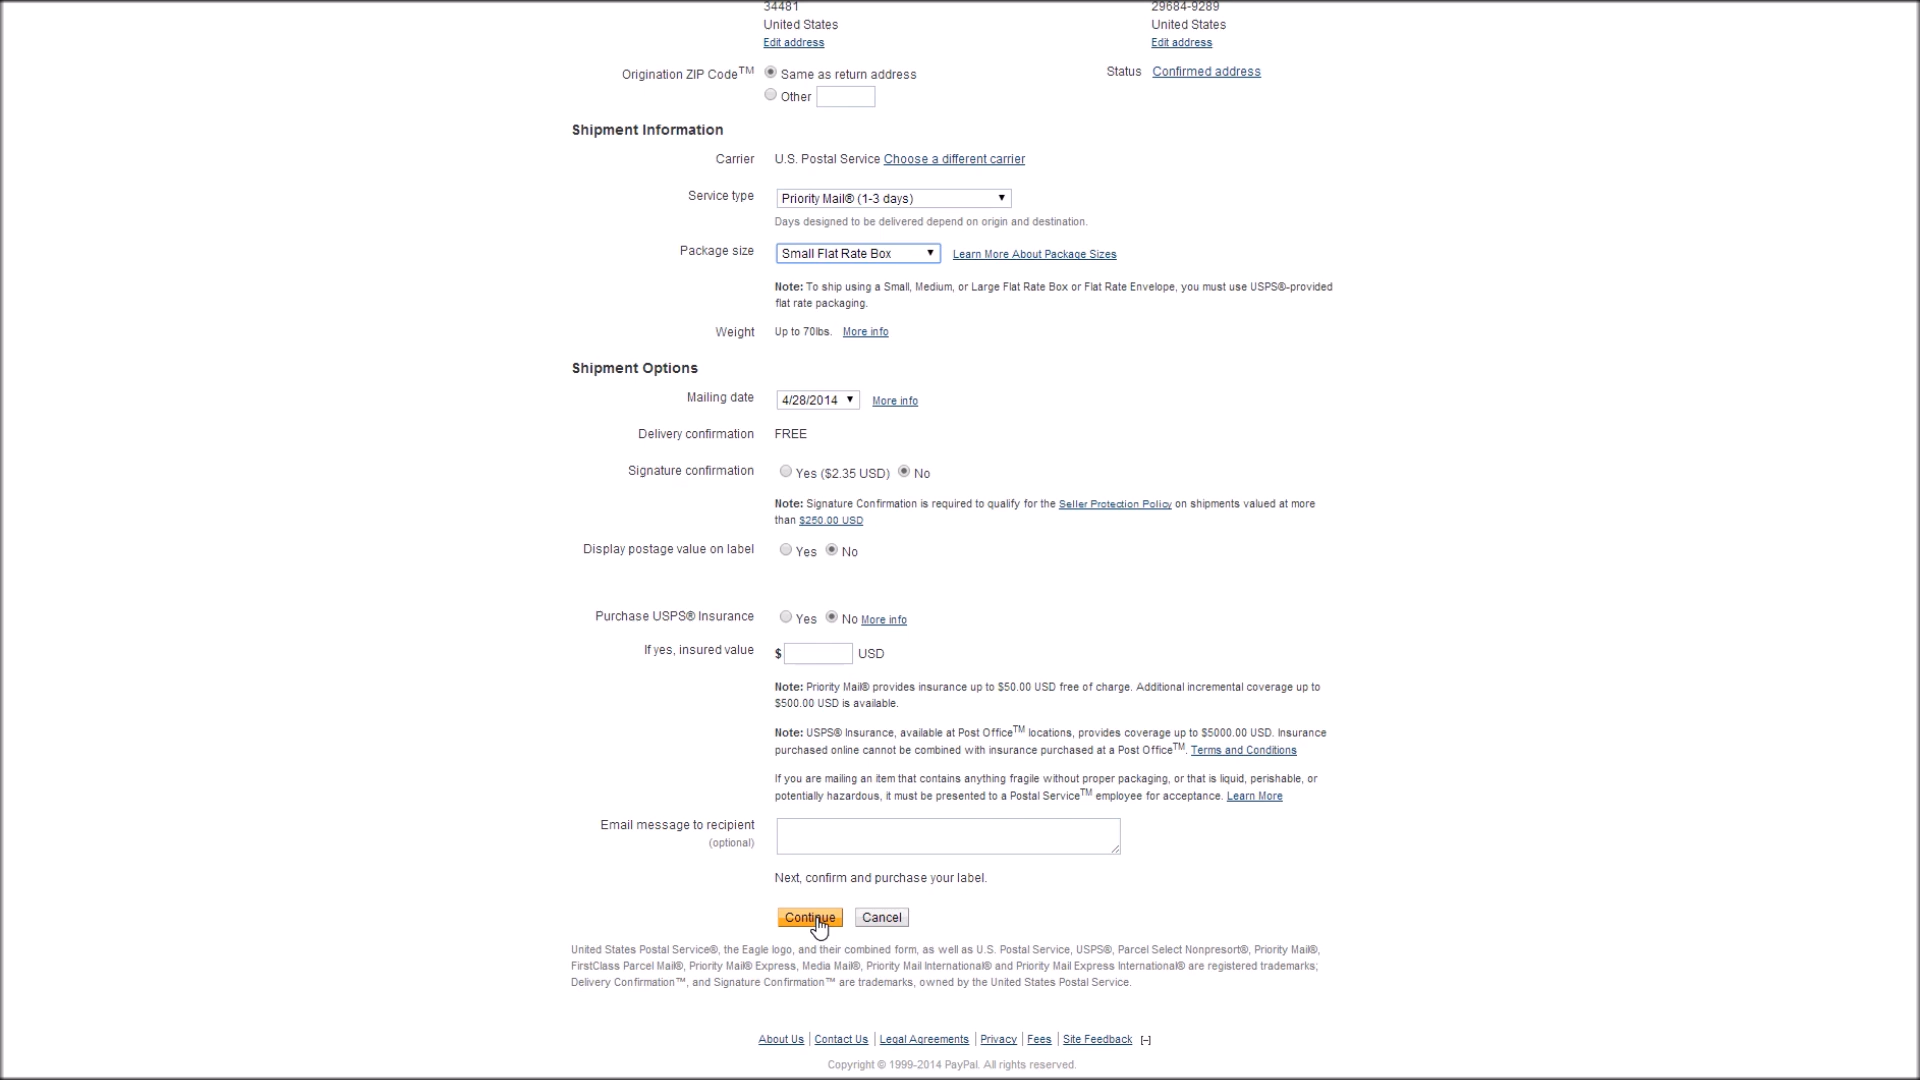 34481
29684-9289
United States
United States
Edit address
Edit address
Origination ZIP Code™ Same as return address
Status Confirmed address
Other
Shipment Information
Carrier U.S. Postal Service Choose a different carrier
Service type Priority Mail® (1-3 days)
Days designed to be delivered depend on origin and destination.
Package size Small Flat Rate Box Learn More About Package Sizes
Note: To ship using a Small, Medium, or Large Flat Rate Box or Flat Rate Envelope, you must use USPS®-provided
flat rate packaging.
Weight Up to 70lbs. More info
Shipment Options
Mailing date 4/28/2014 More info
Delivery confirmation FREE
Signature confirmation Yes ($2.35 USD) No
Note: Signature Confirmation is required to qualify for the Seller Protection Policy on shipments valued at more
than $250.00 USD
Display postage value on label Yes No
Purchase USPS® Insurance Yes No More info
If yes, insured value $ USD
Note: Priority Mail® provides insurance up to $50.00 USD free of charge. Additional incremental coverage up to
$500.00 USD is available.
Note: USPS® Insurance, available at Post Office™ locations, provides coverage up to $5000.00 USD. Insurance
purchased online cannot be combined with insurance purchased at a Post Office™. Terms and Conditions
If you are mailing an item that contains anything fragile without proper packaging, or that is liquid, perishable, or
potentially hazardous, it must be presented to a Postal Service™ employee for acceptance. Learn More
Email message to recipient
(optional)
Next, confirm and purchase your label.
Continue Cancel
United States Postal Service®, the Eagle logo, and their combined form, as well as U.S. Postal Service, USPS®, Parcel Select Nonpresort®, Priority Mail®,
FirstClass Parcel Mail®, Priority Mail® Express, Media Mail®, Priority Mail International® and Priority Mail Express International® are registered trademarks;
Delivery Confirmation™, and Signature Confirmation™ are trademarks, owned by the United States Postal Service.
About Us | Contact Us | Legal Agreements | Privacy | Fees | Site Feedback [-]
Copyright © 1999-2014 PayPal. All rights reserved.